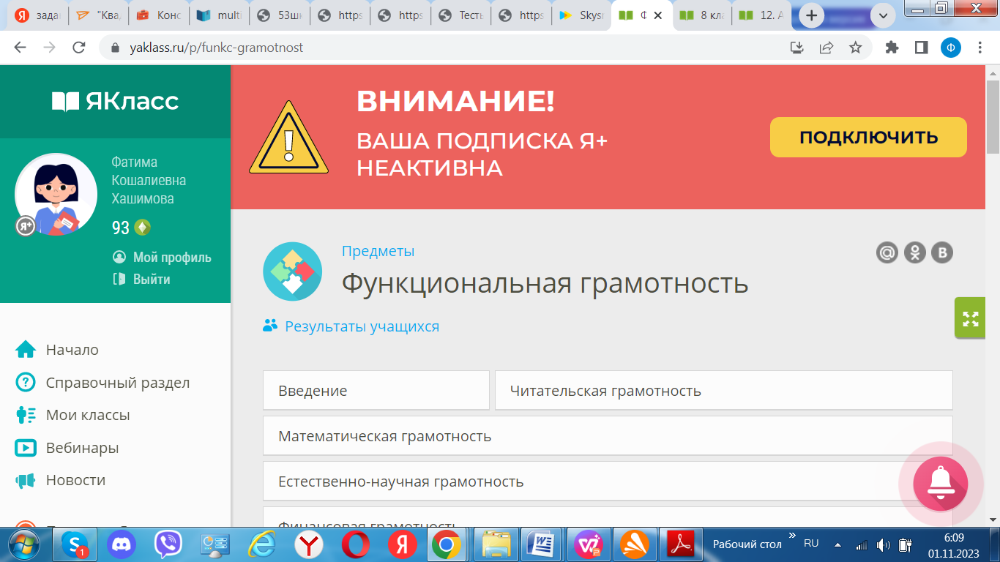 зада
"Ква
Конс
multi
53шк
https
https
Тесть
https
Skysm
8 кла
12. А
yaklass.ru/p/funkc-gramotnost
Ф
ЯКласс
ВНИМАНИЕ!
ВАША ПОДПИСКА Я+
НЕАКТИВНА
ПОДКЛЮЧИТЬ
Фатима
Кошалиевна
Хашимова
Я+
93
Мой профиль
Выйти
Предметы
Функциональная грамотность
Результаты учащихся
Начало
Справочный раздел
Мои классы
Вебинары
Новости
Введение
Читательская грамотность
Математическая грамотность
Естественно-научная грамотность
Финансовая грамотность
1
Рабочий стол
RU
6:09
01.11.2023